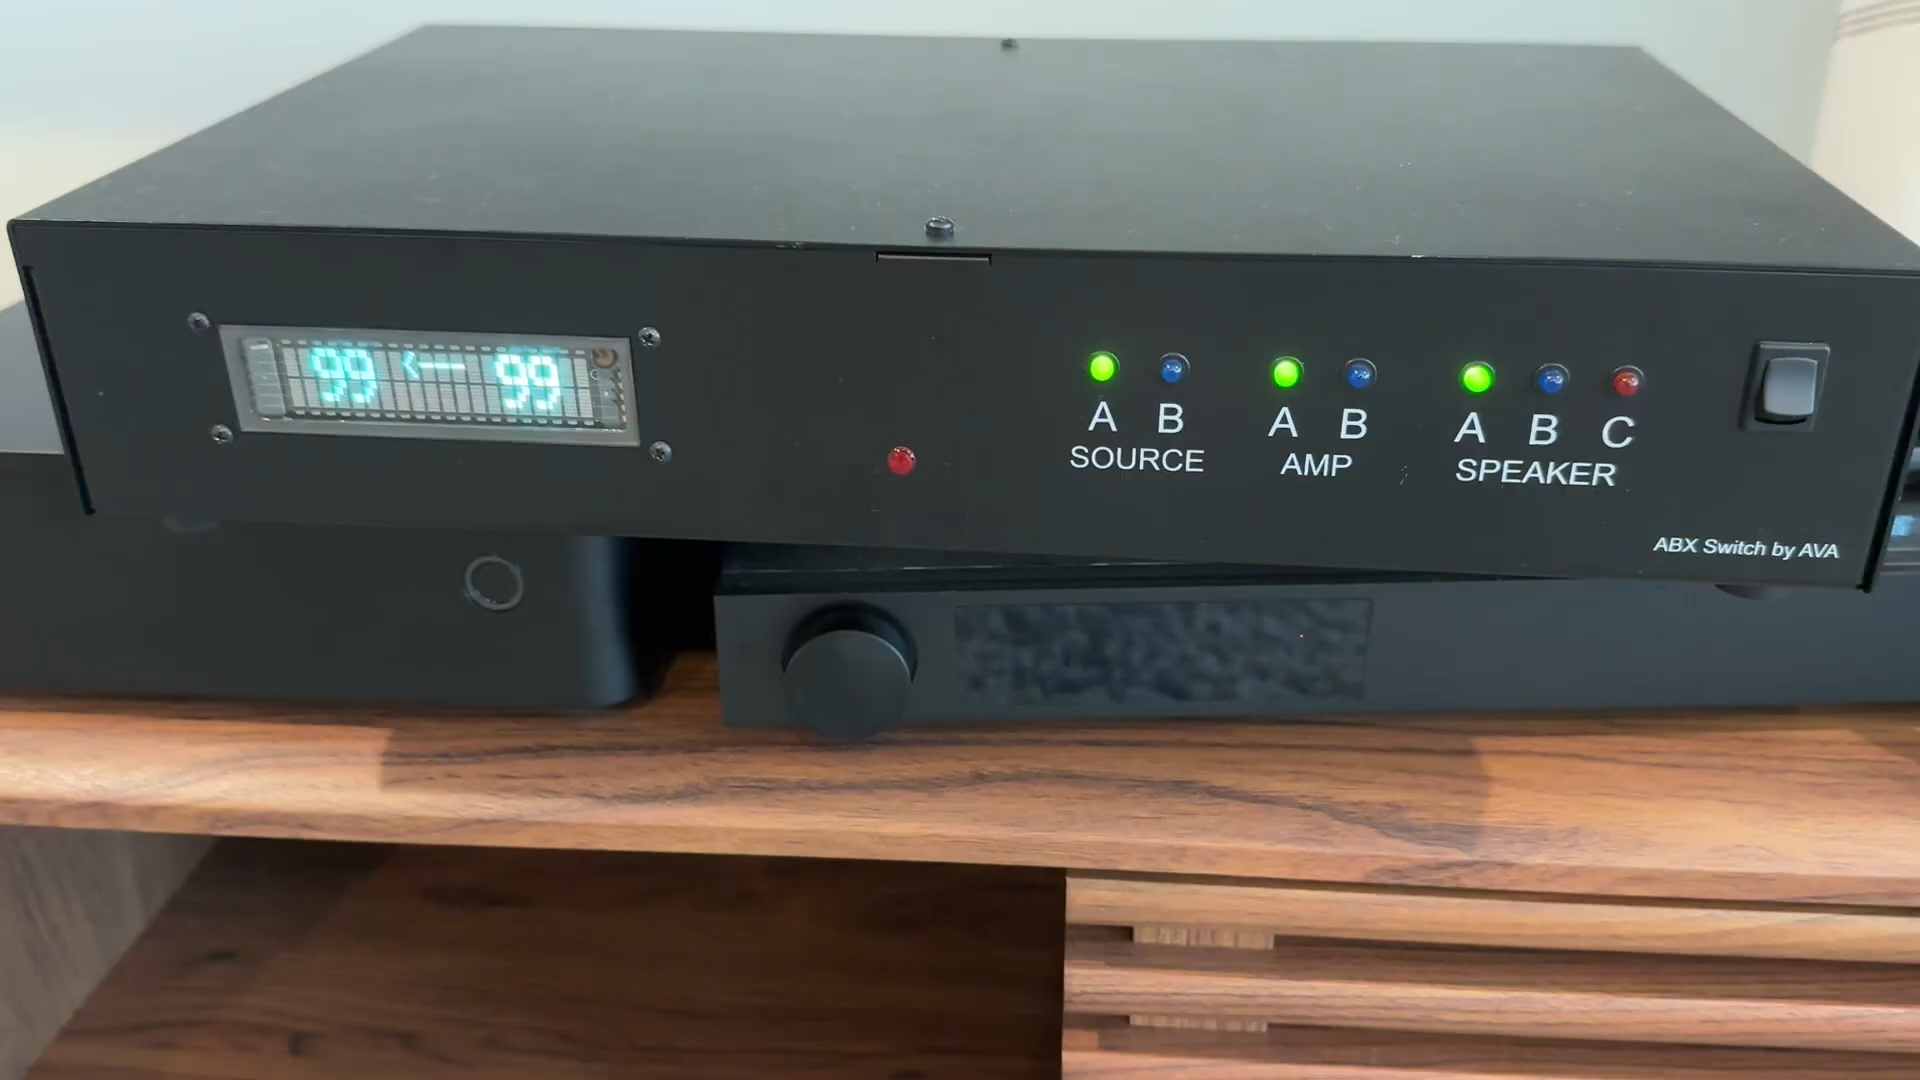 99 ← 99
A B
SOURCE
A B
AMP
A B C
SPEAKER
ABX Switch by AVA